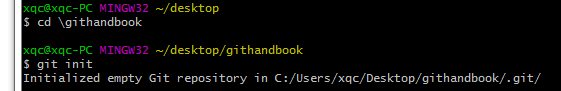 xqc@xqc-PC MINGW32 ~/desktop
$ cd \githandbook
xqc@xqc-PC MINGW32 ~/desktop/githandbook
$ git init
Initialized empty Git repository in C:/Users/xqc/Desktop/githandbook/.git/